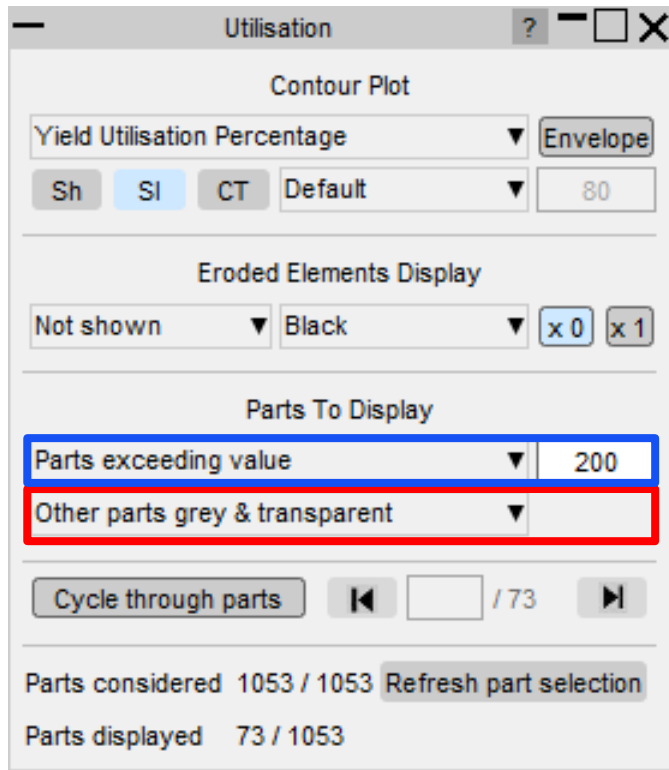 Utilisation ?
Contour Plot
Yield Utilisation Percentage Envelope
Sh SI CT Default 80
Eroded Elements Display
Not shown Black x 0 x 1
Parts To Display
Parts exceeding value 200
Other parts grey & transparent
Cycle through parts / 73
Parts considered 1053 / 1053 Refresh part selection
Parts displayed 73 / 1053